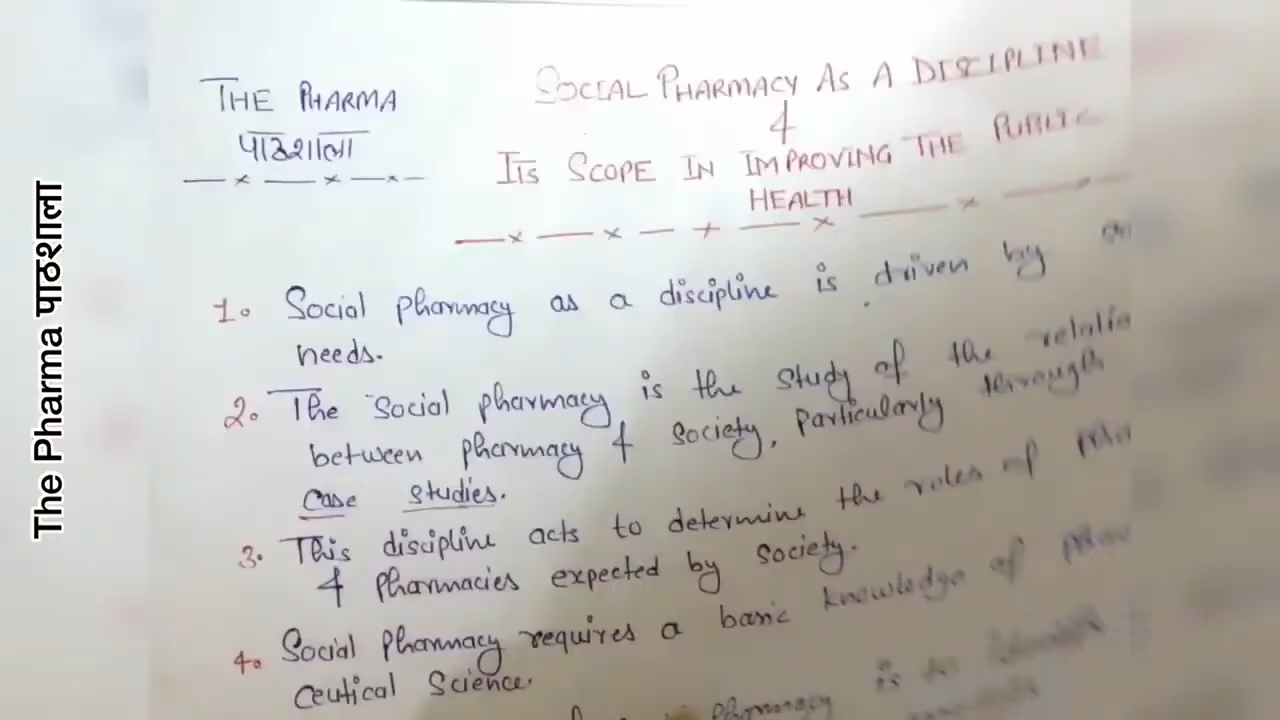 The Pharma पाठशाला
THE PHARMA
पाठशाला
SOCIAL PHARMACY AS A DISCIPLINE
&
ITS SCOPE IN IMPROVING THE PUBLIC
HEALTH
1. Social pharmacy as a discipline is driven by
needs.
2. The Social pharmacy is the study of the
between pharmacy & society, particularly through
case studies.
3. This discipline acts to determine the roles of
& pharmacies expected by society.
4. Social pharmacy requires a basic knowledge of
ceutical Science.
pharmacy is to